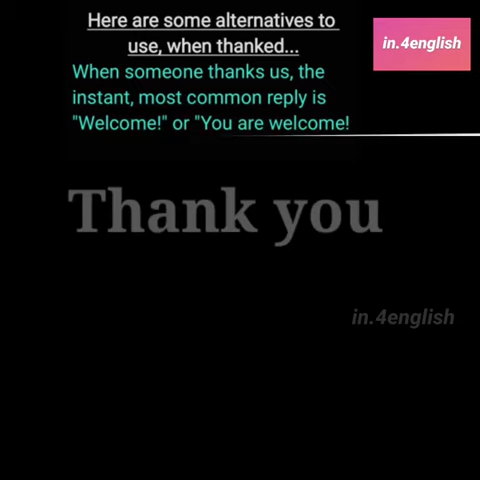 Here are some alternatives to
use, when thanked...
in.4english
When someone thanks us, the
instant, most common reply is
"Welcome!" or "You are welcome!
Thank you
in.4english